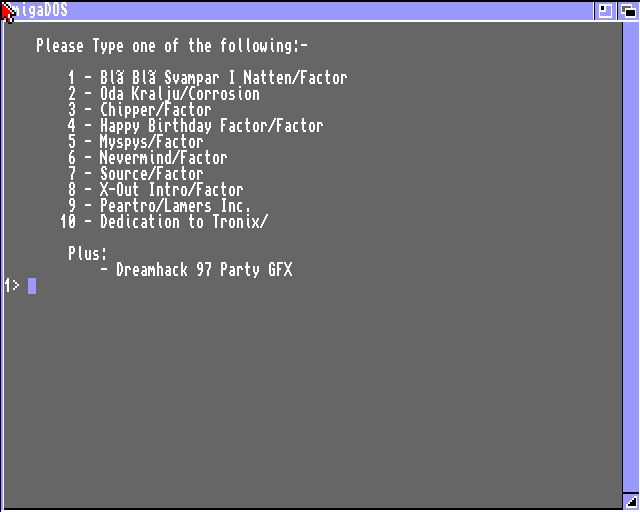 AmigaDOS
Please Type one of the following:-
1 - Blå Blå Svampar I Natten/Factor
2 - Oda Kralju/Corrosion
3 - Chipper/Factor
4 - Happy Birthday Factor/Factor
5 - Myspys/Factor
6 - Nevermind/Factor
7 - Source/Factor
8 - X-Out Intro/Factor
9 - Peartro/Lamers Inc.
10 - Dedication to Tronix/
Plus:
- Dreamhack 97 Party GFX
1>